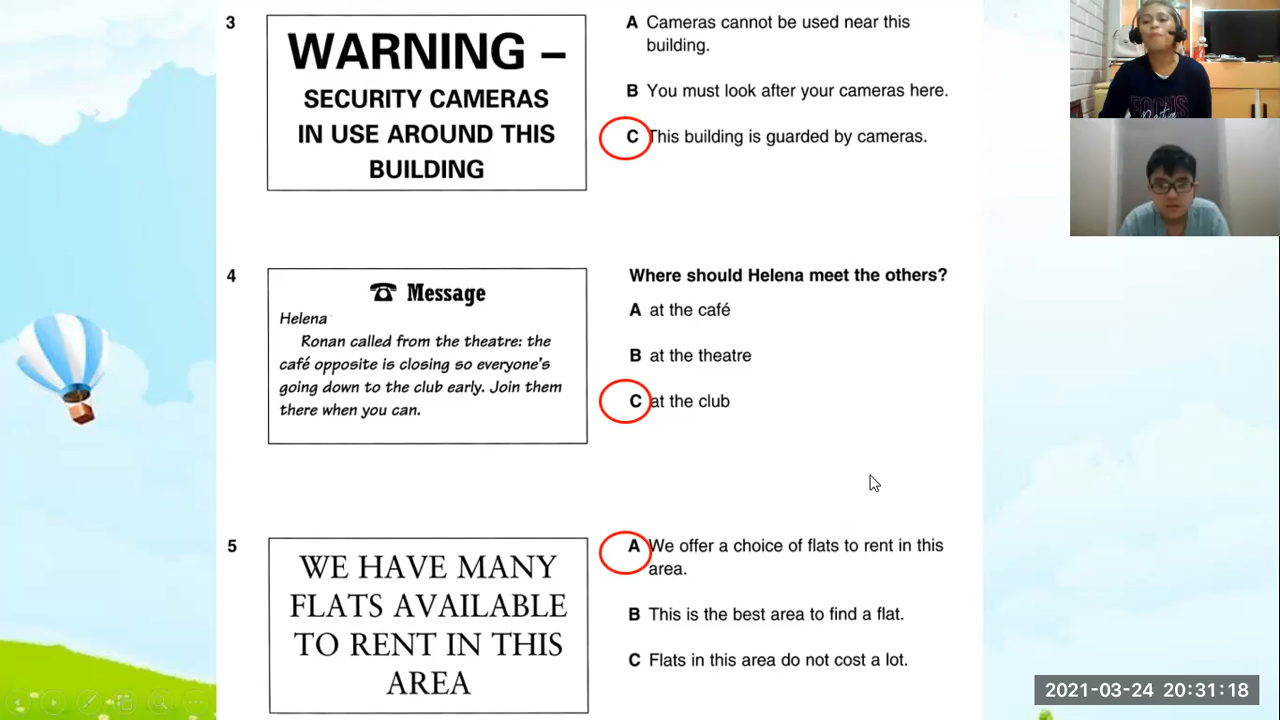 3
WARNING –
SECURITY CAMERAS
IN USE AROUND THIS
BUILDING
A Cameras cannot be used near this
building.
B You must look after your cameras here.
C This building is guarded by cameras.
4
Message
Helena
Ronan called from the theatre: the
café opposite is closing so everyone's
going down to the club early. Join them
there when you can.
Where should Helena meet the others?
A at the café
B at the theatre
C at the club
5
WE HAVE MANY
FLATS AVAILABLE
TO RENT IN THIS
AREA
A We offer a choice of flats to rent in this
area.
B This is the best area to find a flat.
C Flats in this area do not cost a lot.
FOCUS
2021-03-24 20:31:18